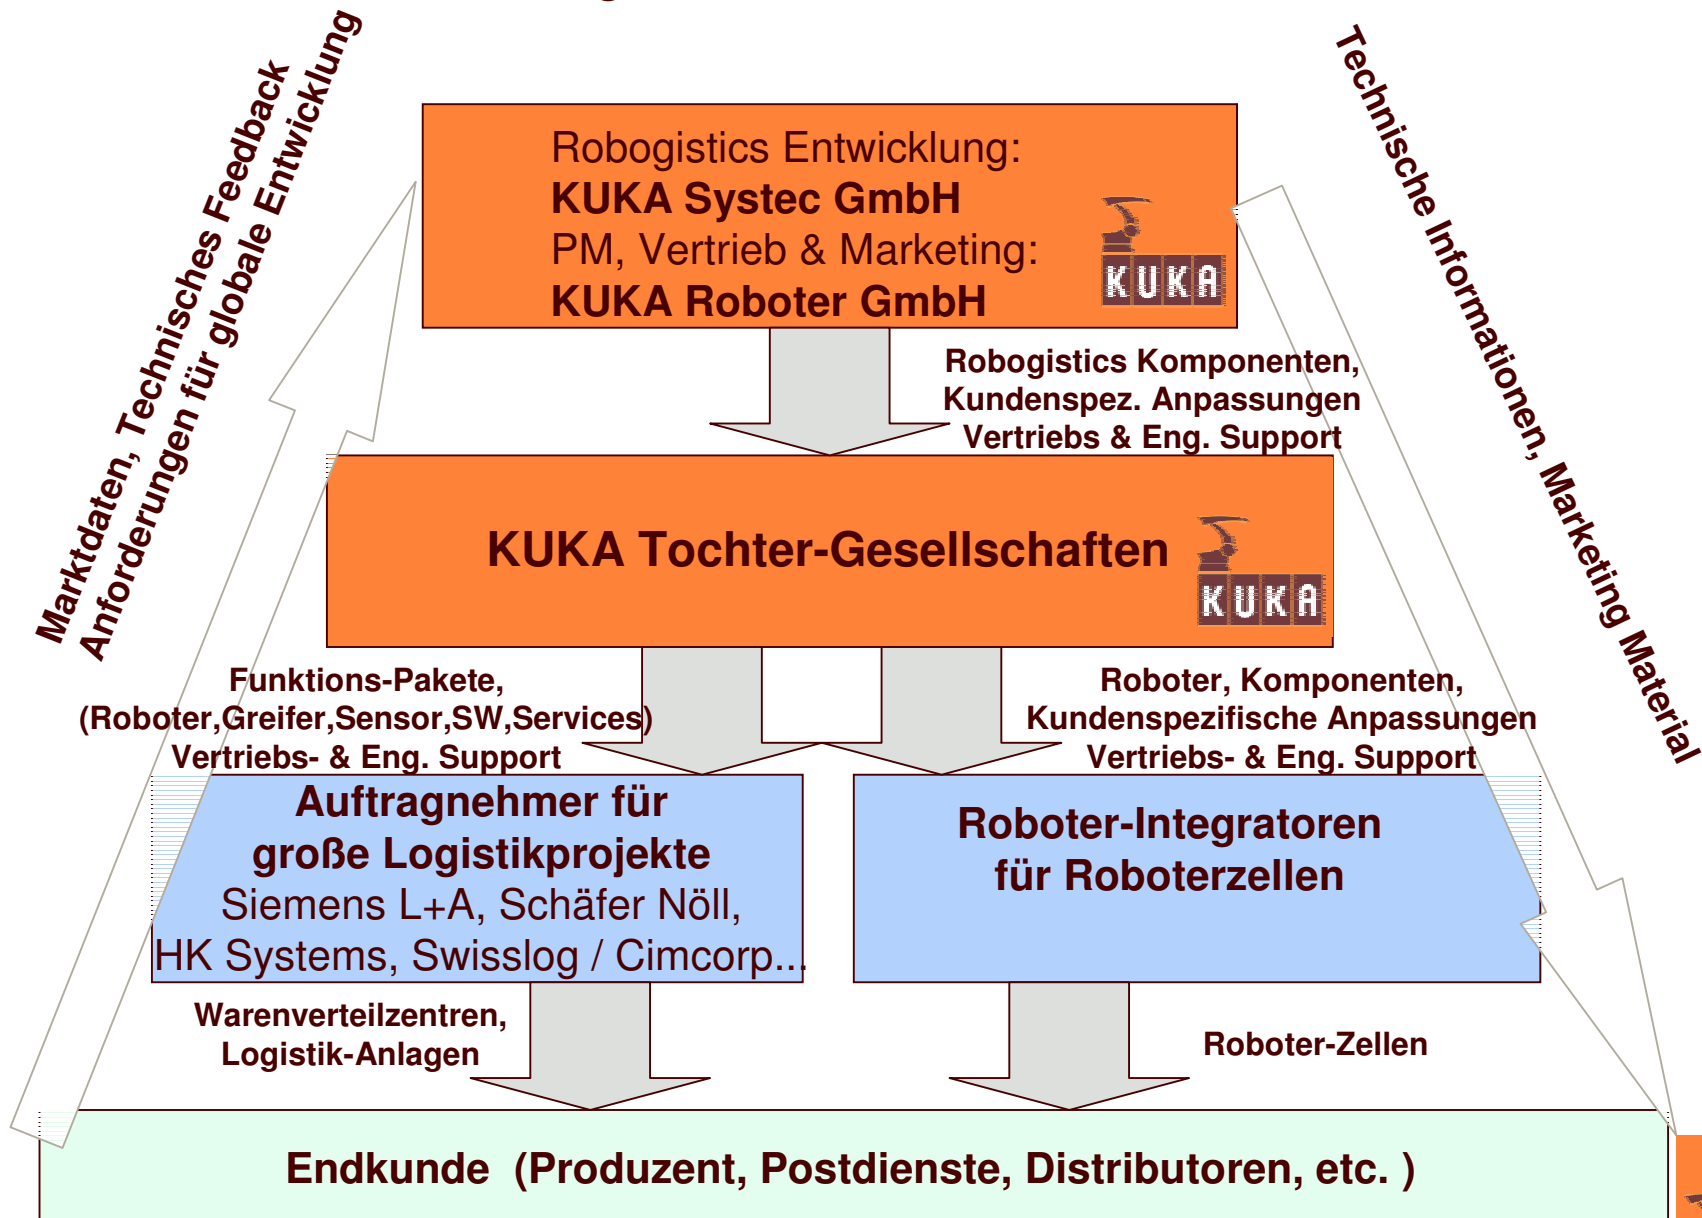 Marktdaten, Technisches Feedback
Anforderungen für globale Entwicklung
Technische Informationen, Marketing Material
Robogistics Entwicklung:
KUKA Systec GmbH
PM, Vertrieb & Marketing:
KUKA Roboter GmbH
KUKA
Robogistics Komponenten,
Kundenspez. Anpassungen
Vertriebs & Eng. Support
KUKA Tochter-Gesellschaften
KUKA
Funktions-Pakete,
(Roboter,Greifer,Sensor,SW,Services)
Vertriebs- & Eng. Support
Roboter, Komponenten,
Kundenspezifische Anpassungen
Vertriebs- & Eng. Support
Auftragnehmer für
große Logistikprojekte
Siemens L+A, Schäfer Nöll,
HK Systems, Swisslog / Cimcorp...
Roboter-Integratoren
für Roboterzellen
Warenverteilzentren,
Logistik-Anlagen
Roboter-Zellen
Endkunde (Produzent, Postdienste, Distributoren, etc. )